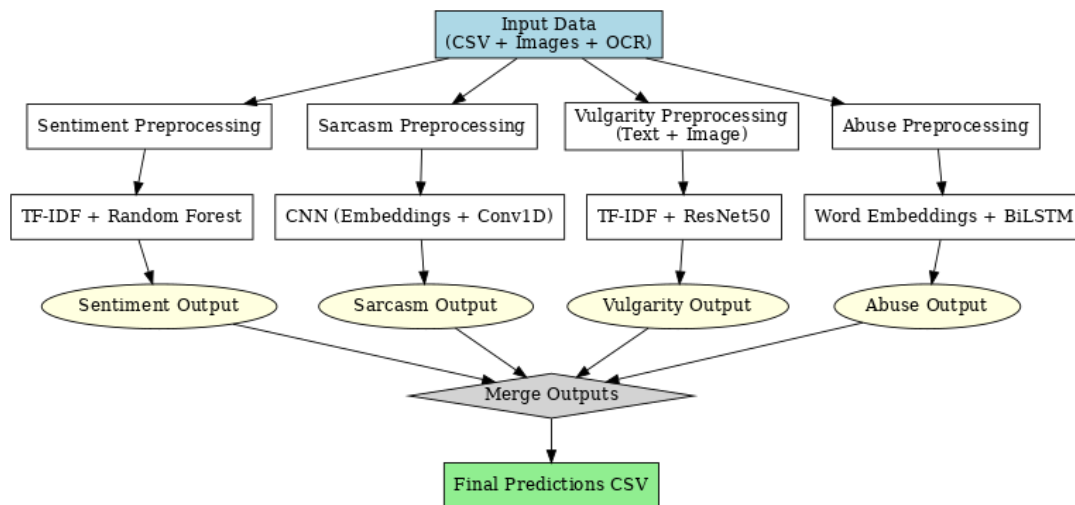 Input Data
(CSV + Images + OCR)
Sentiment Preprocessing
Sarcasm Preprocessing
Vulgarity Preprocessing
(Text + Image)
Abuse Preprocessing
TF-IDF + Random Forest
CNN (Embeddings + Conv1D)
TF-IDF + ResNet50
Word Embeddings + BiLSTM
Sentiment Output
Sarcasm Output
Vulgarity Output
Abuse Output
Merge Outputs
Final Predictions CSV